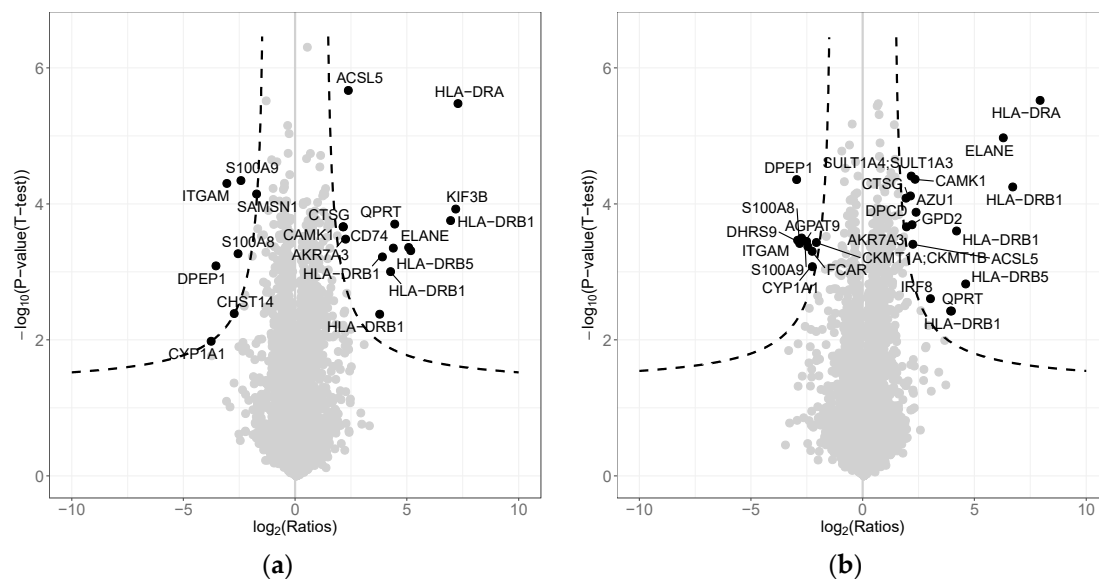 6
4
2
0
−10
−5
0
5
10
−log10(P−value(T−test))
log2(Ratios)
ACSL5
HLA−DRA
S100A9
ITGAM
SAMSN1
KIF3B
CTSG
QPRT
HLA−DRB1
CAMK1
CD74
ELANE
S100A8
AKR7A3
HLA−DRB5
DPEP1
HLA−DRB1
HLA−DRB1
CHST14
HLA−DRB1
CYP1A1
(a)
6
4
2
0
−10
−5
0
5
10
−log10(P−value(T−test))
log2(Ratios)
HLA−DRA
ELANE
SULT1A4;SULT1A3
DPEP1
CTSG
CAMK1
AZU1
HLA−DRB1
S100A8
DPCD
GPD2
DHRS9
AGPAT9
AKR7A3
HLA−DRB1
ITGAM
CKMT1A;CKMT1B
ACSL5
S100A9
FCAR
HLA−DRB5
CYP1A1
IRF8
QPRT
HLA−DRB1
(b)